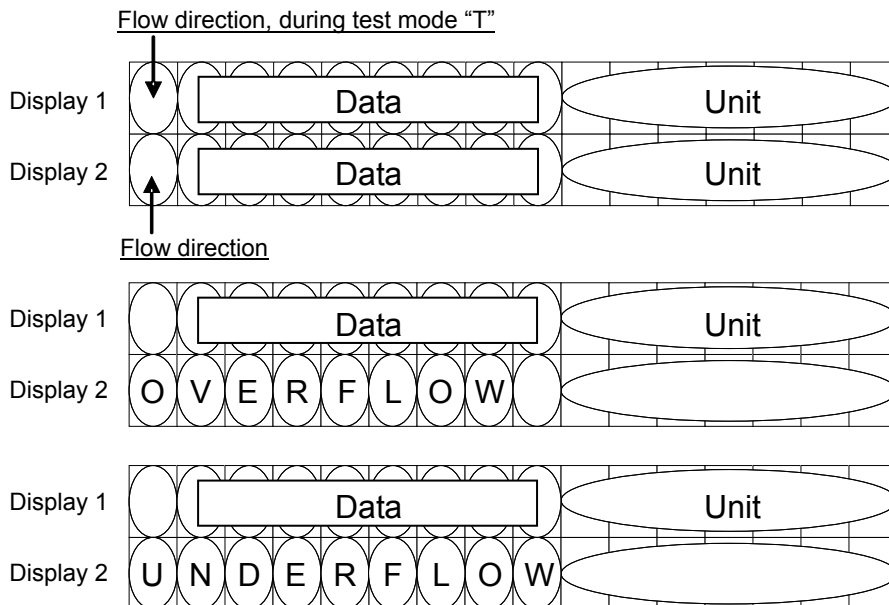 Flow direction, during test mode “T”
Display 1 Data Unit
Display 2 Data Unit
Flow direction
Display 1 Data Unit
Display 2 O V E R F L O W
Display 1 Data Unit
Display 2 U N D E R F L O W